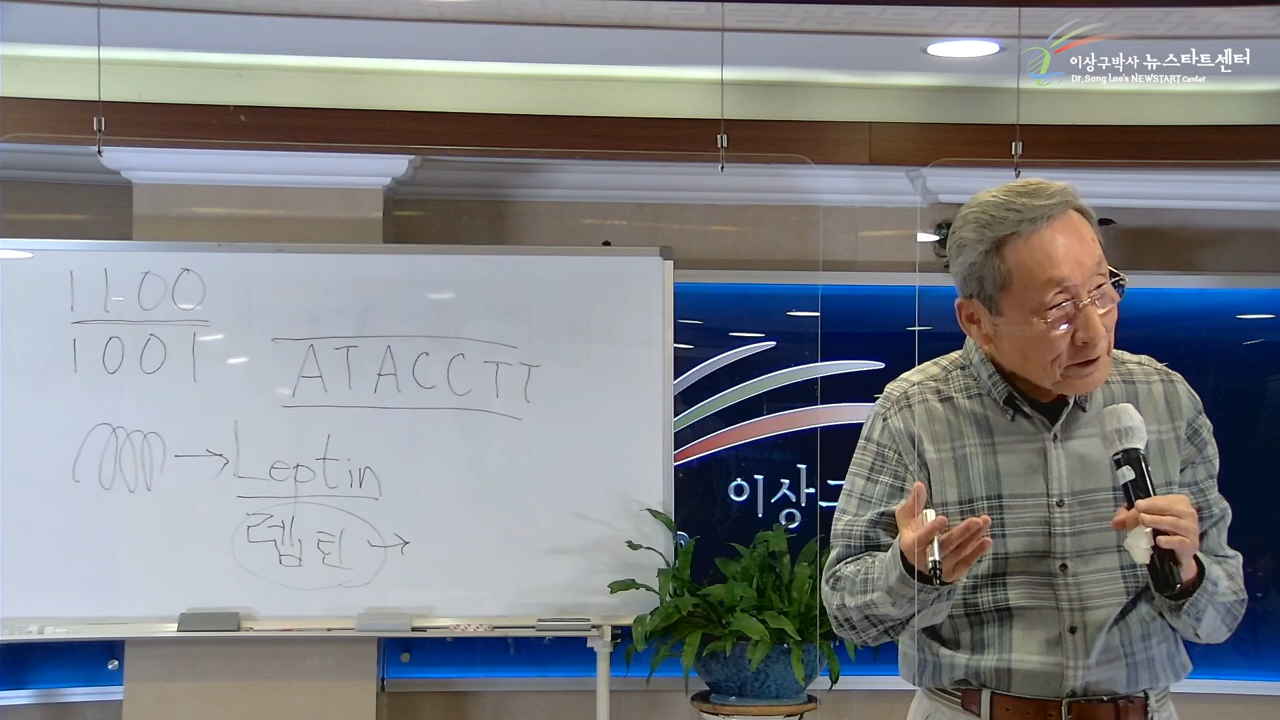 이상구박사 뉴스타트센터
Dr. Sang Lee's NEWSTART Center
1100
1001
ATACCTT
→ Leptin
렙틴 →
이상구